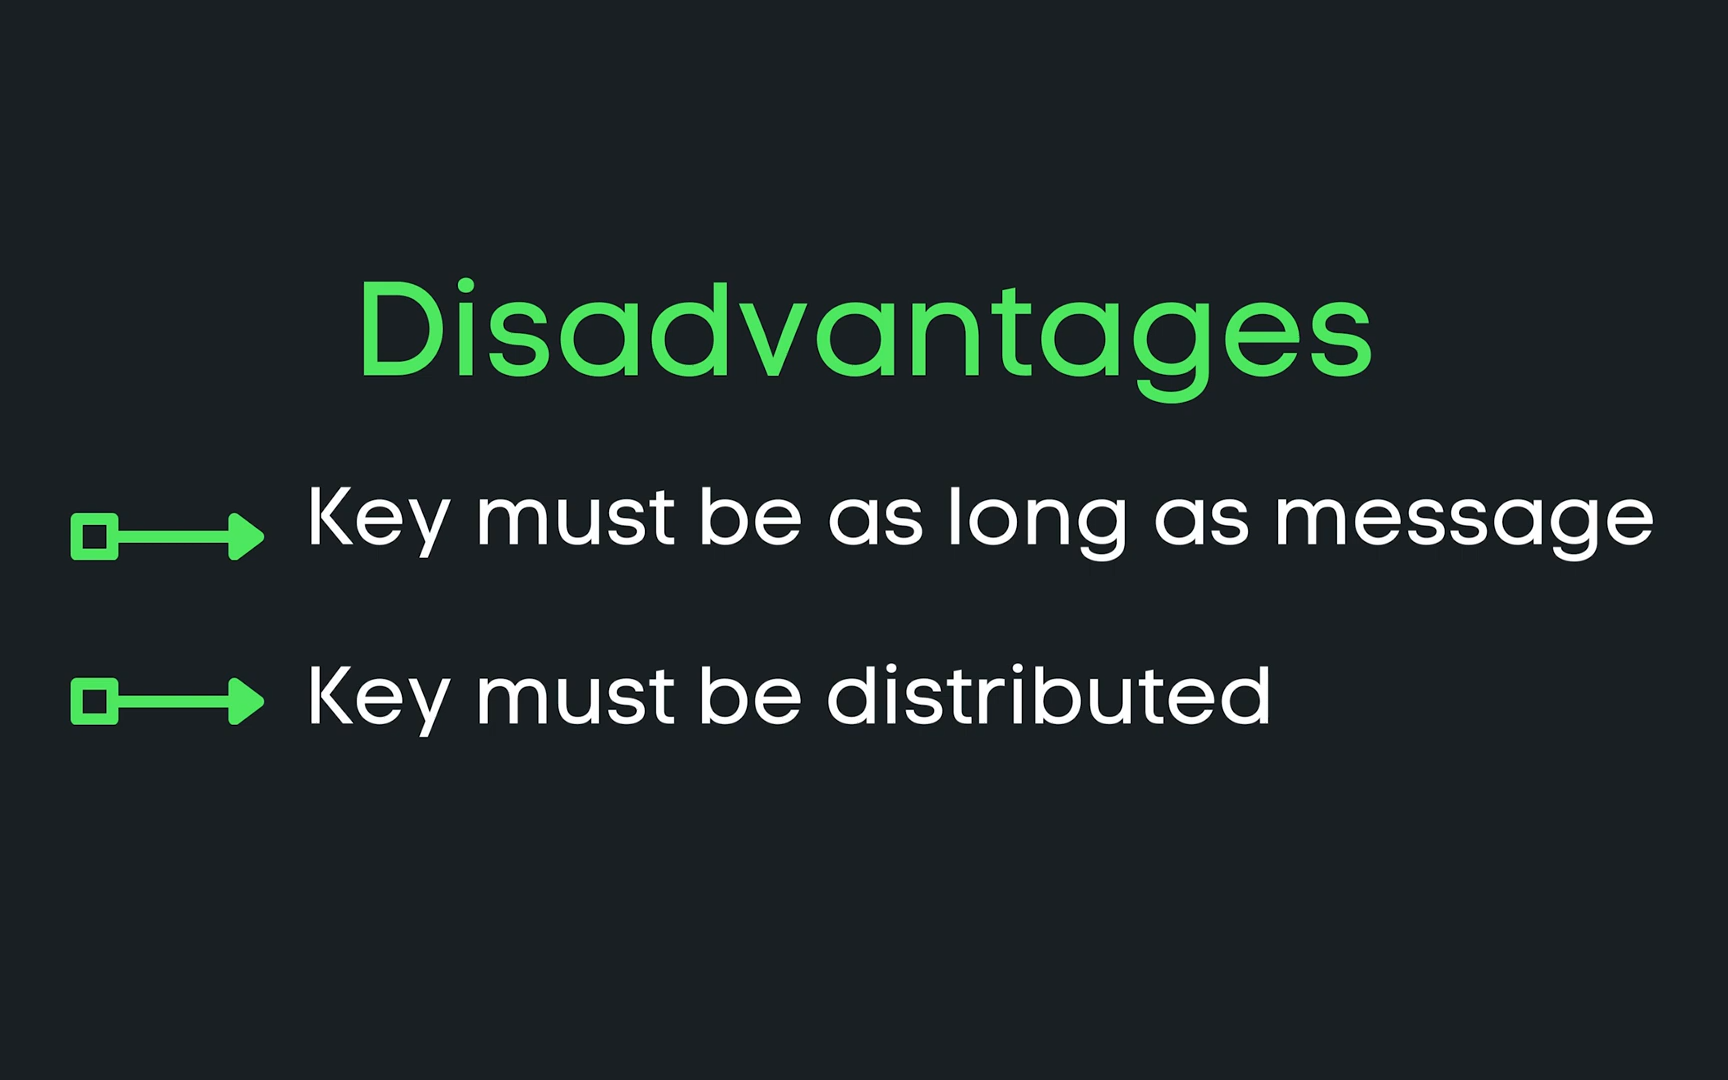 Disadvantages
Key must be as long as message
Key must be distributed